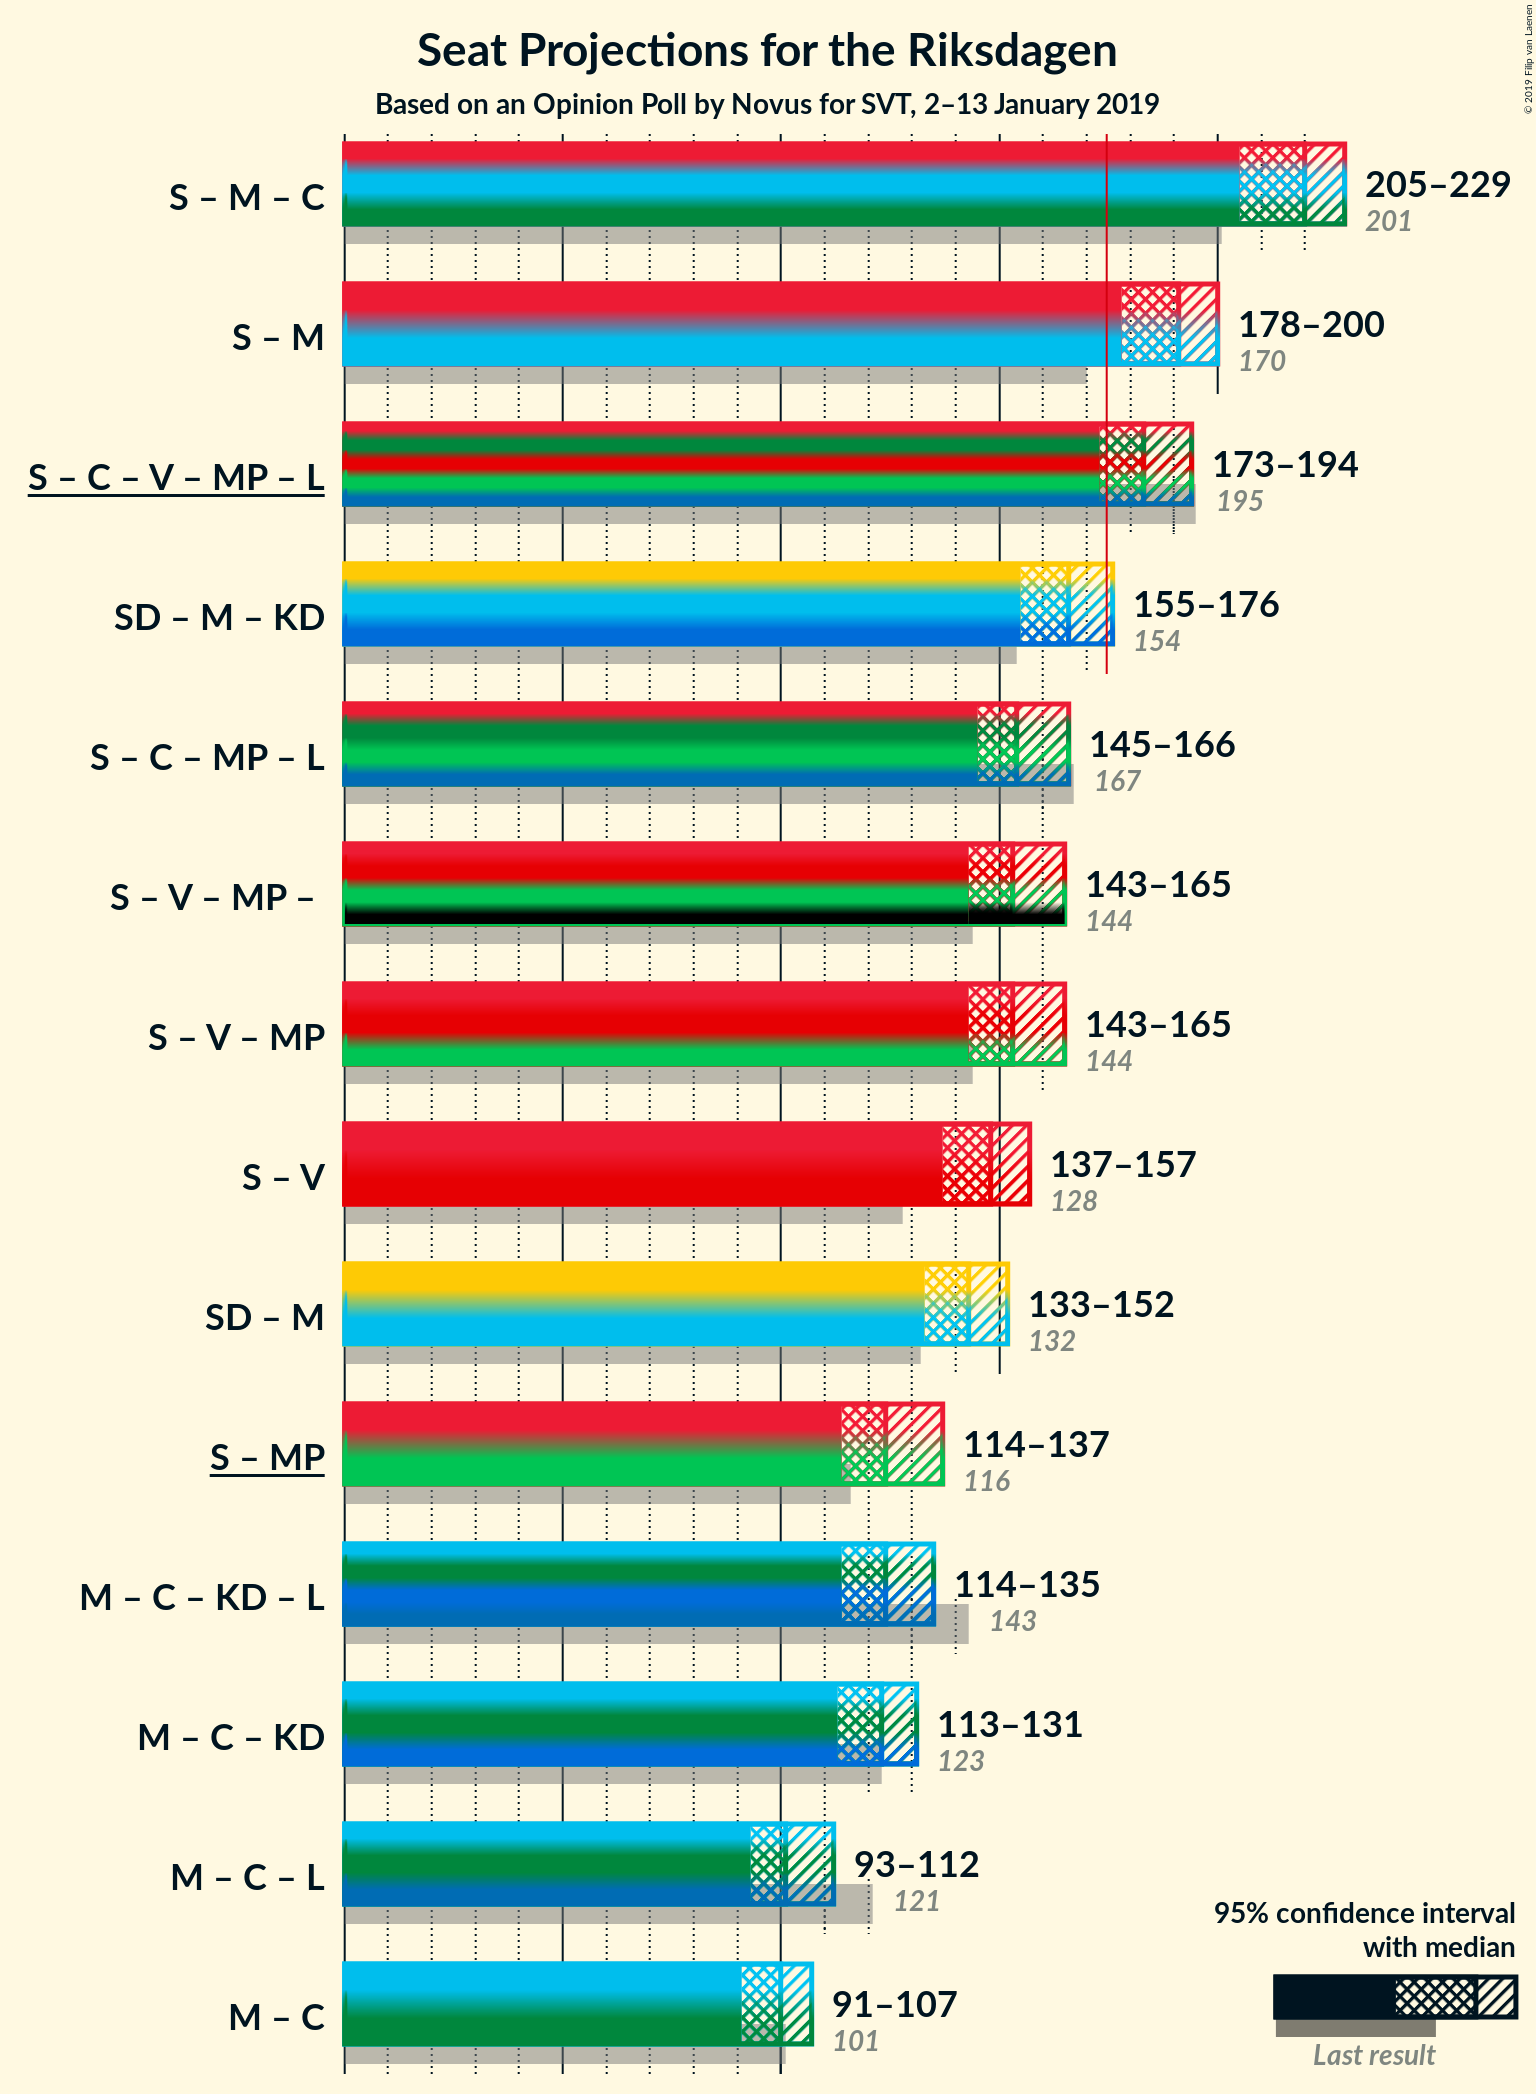 Seat Projections for the Riksdagen
Based on an Opinion Poll by Novus for SVT, 2–13 January 2019
© 2019 Filip van Laenen
S – M – C
205–229
201
S – M
178–200
170
S – C – V – MP – L
173–194
195
SD – M – KD
155–176
154
S – C – MP – L
145–166
167
S – V – MP –
143–165
144
S – V – MP
143–165
144
S – V
137–157
128
SD – M
133–152
132
S – MP
114–137
116
M – C – KD – L
114–135
143
M – C – KD
113–131
123
M – C – L
93–112
121
M – C
91–107
101
95% confidence interval
with median
Last result